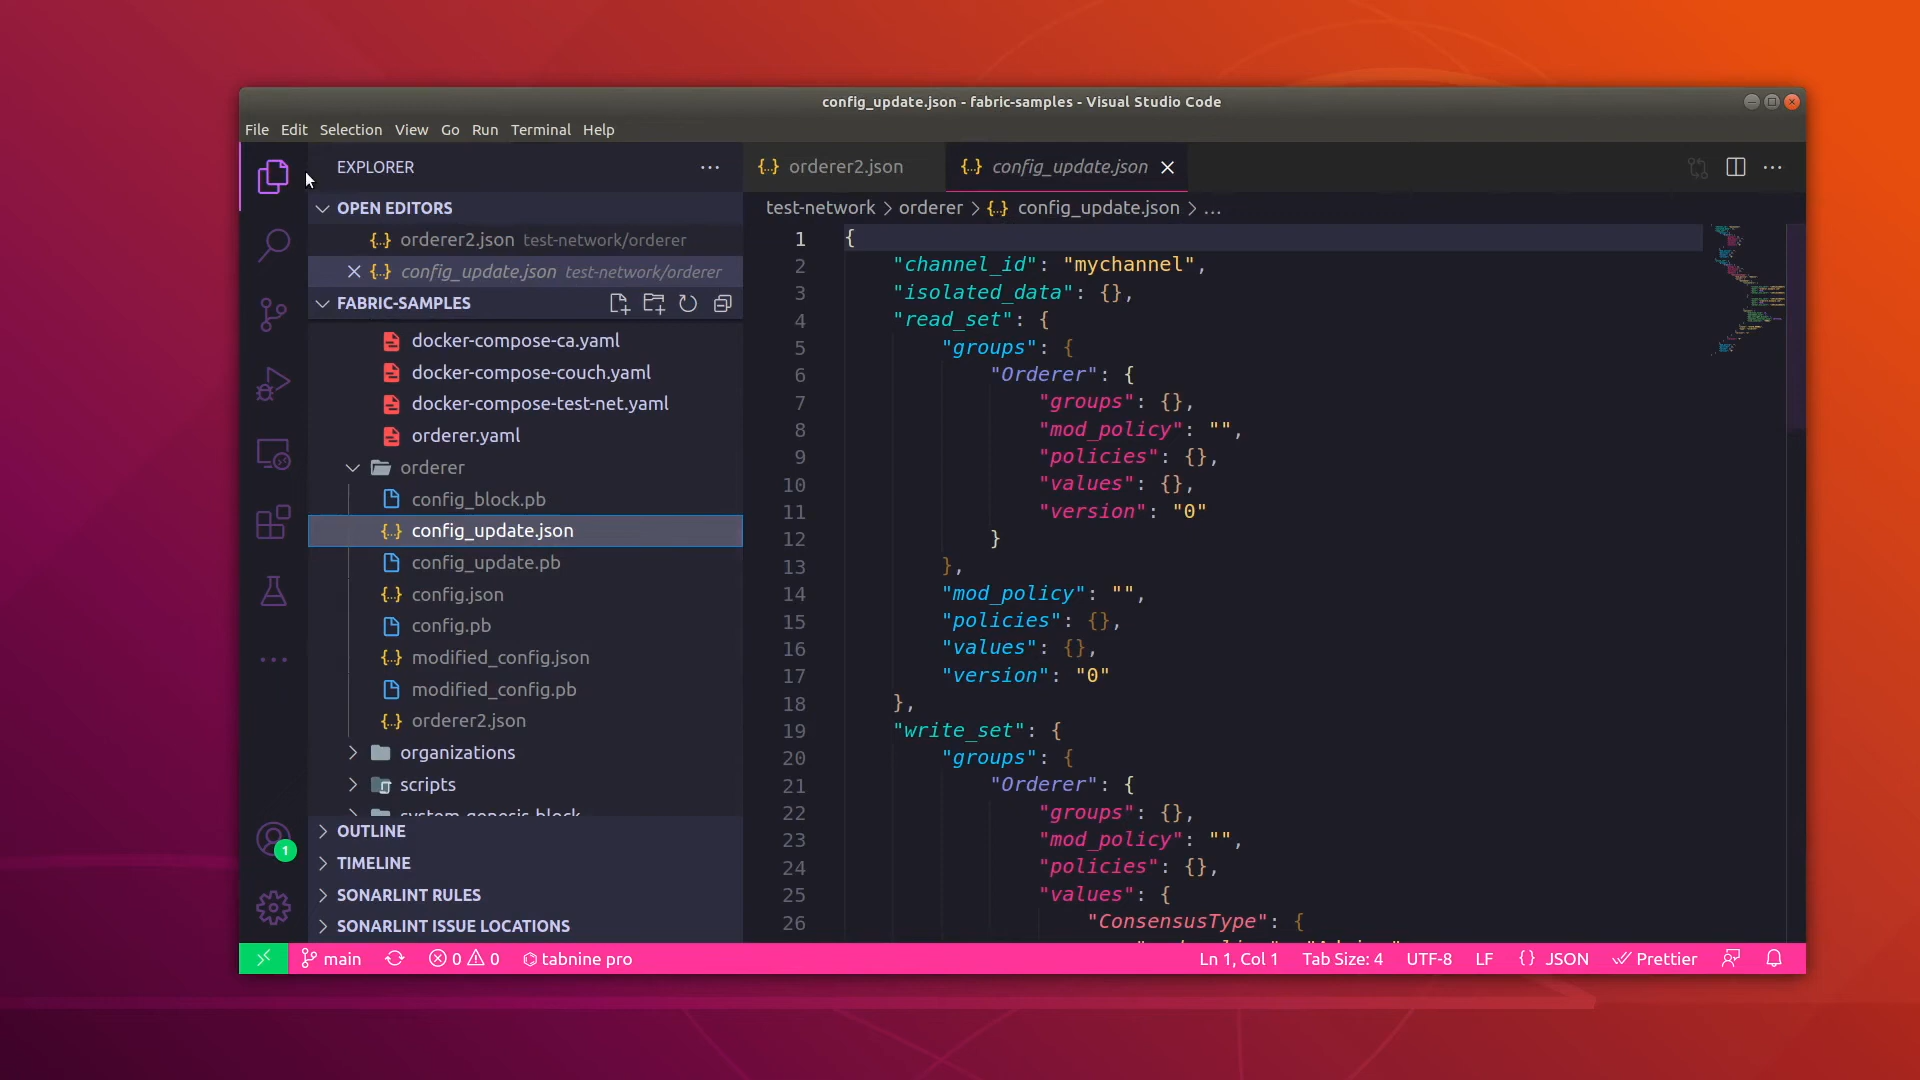 config_update.json - fabric-samples - Visual Studio Code
File Edit Selection View Go Run Terminal Help
EXPLORER
OPEN EDITORS
{..} orderer2.json test-network/orderer
{..} config_update.json test-network/orderer
FABRIC-SAMPLES
docker-compose-ca.yaml
docker-compose-couch.yaml
docker-compose-test-net.yaml
orderer.yaml
orderer
config_block.pb
{..} config_update.json
config_update.pb
{..} config.json
config.pb
{..} modified_config.json
modified_config.pb
{..} orderer2.json
organizations
scripts
system-genesis-block
OUTLINE
TIMELINE
SONARLINT RULES
SONARLINT ISSUE LOCATIONS
1
{..} orderer2.json {..} config_update.json
test-network > orderer > {..} config_update.json > ...
1 {
2 "channel_id": "mychannel",
3 "isolated_data": {},
4 "read_set": {
5 "groups": {
6 "Orderer": {
7 "groups": {},
8 "mod_policy": "",
9 "policies": {},
10 "values": {},
11 "version": "0"
12 }
13 },
14 "mod_policy": "",
15 "policies": {},
16 "values": {},
17 "version": "0"
18 },
19 "write_set": {
20 "groups": {
21 "Orderer": {
22 "groups": {},
23 "mod_policy": "",
24 "policies": {},
25 "values": {
26 "ConsensusType": {
main 0 0 tabnine pro Ln 1, Col 1 Tab Size: 4 UTF-8 LF {} JSON Prettier